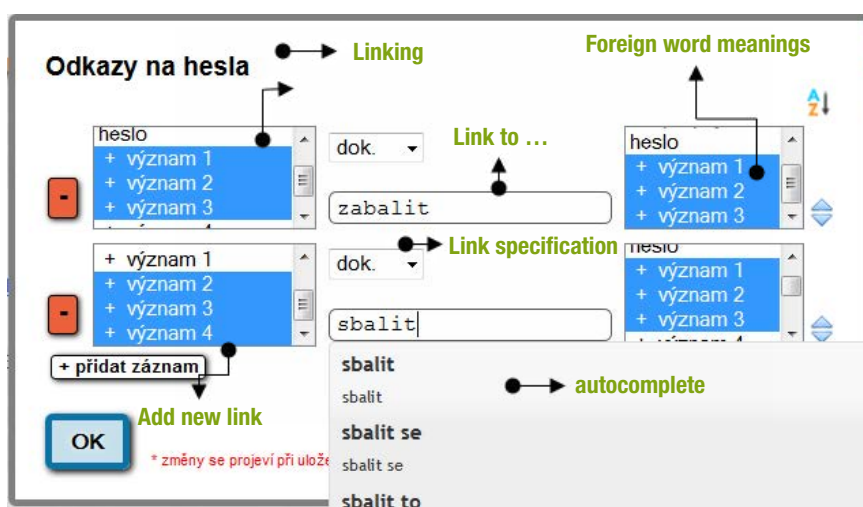 Odkazy na hesla
Linking
Foreign word meanings
heslo
+ význam 1
+ význam 2
+ význam 3
-
dok.
Link to …
zabalit
heslo
+ význam 1
+ význam 2
+ význam 3
+ význam 1
+ význam 2
+ význam 3
+ význam 4
-
dok.
Link specification
sbalit
heslo
+ význam 1
+ význam 2
+ význam 3
+ přidat záznam
Add new link
OK
* změny se projeví při ulože
sbalit
sbalit
autocomplete
sbalit se
sbalit se
sbalit to